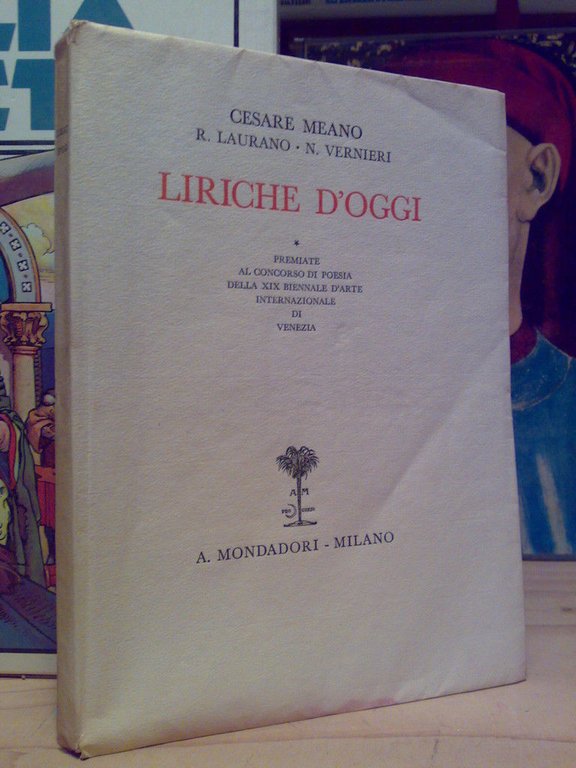 CESARE MEANO
R. LAURANO · N. VERNIERI
LIRICHE D'OGGI
*
PREMIATE
AL CONCORSO DI POESIA
DELLA XIX BIENNALE D'ARTE
INTERNAZIONALE
DI
VENEZIA
A M
A. MONDADORI - MILANO